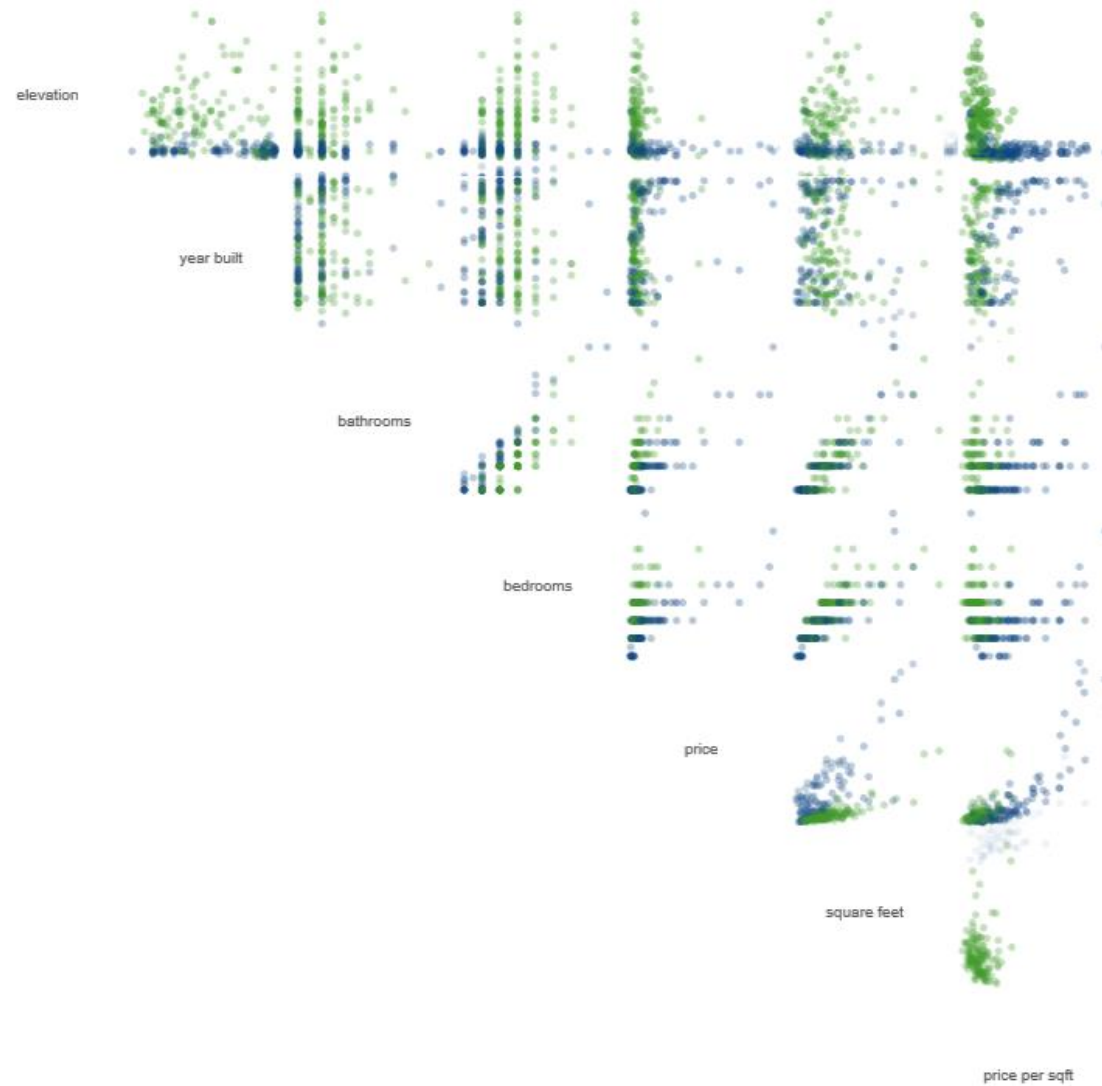 elevation
year built
bathrooms
bedrooms
price
square feet
price per sqft